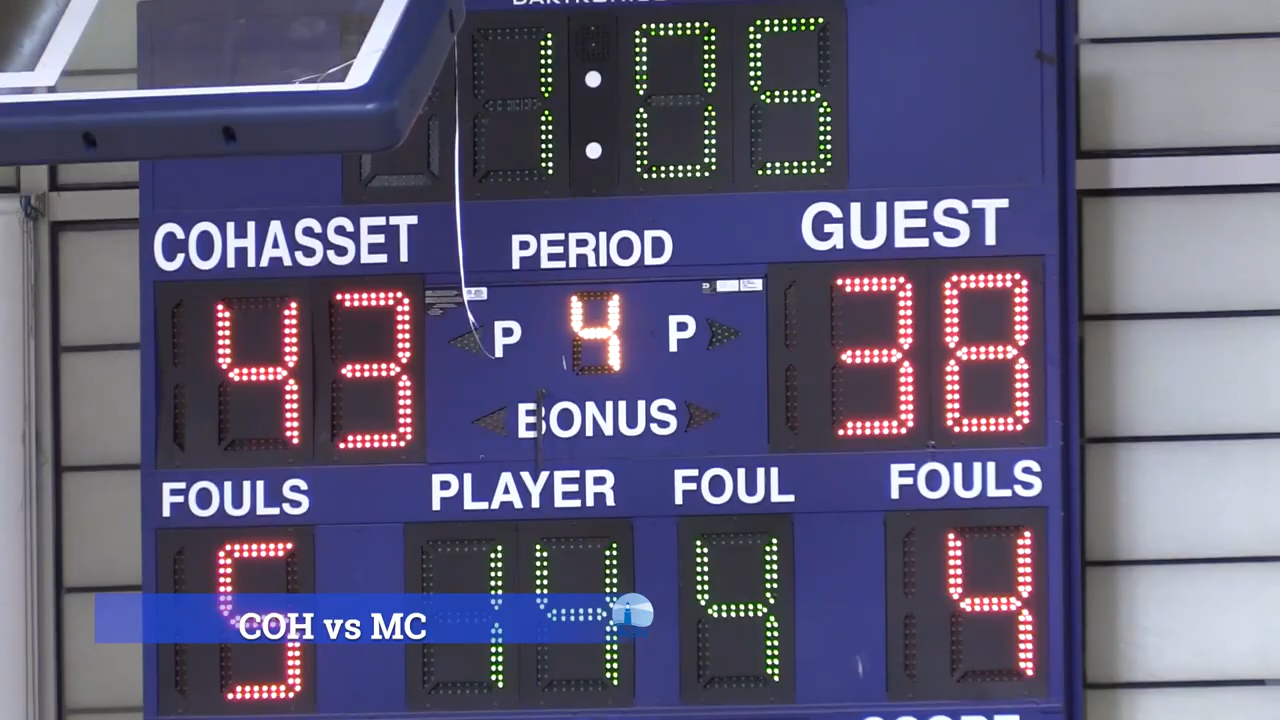 1:05
COHASSET PERIOD GUEST
43 P 4 P 38
BONUS
FOULS PLAYER FOUL FOULS
5 14 4 4
COH vs MC